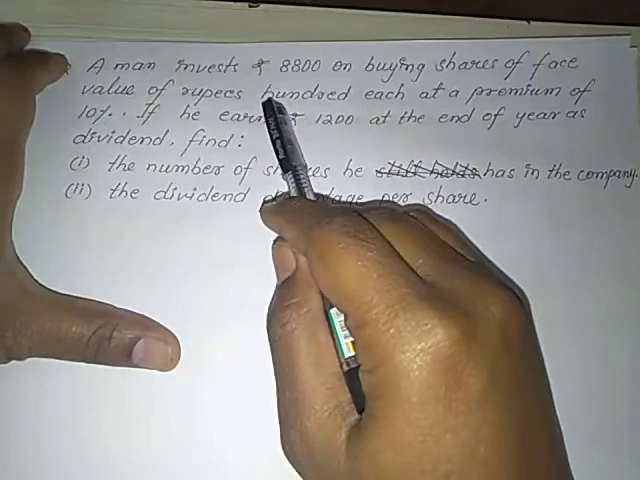 A man invests ₹ 8800 on buying shares of face
value of rupees hundred each at a premium of
10%. If he earn ₹ 1200 at the end of year as
dividend, find:
(i) the number of shares he has in the company.
(ii) the dividend per share.